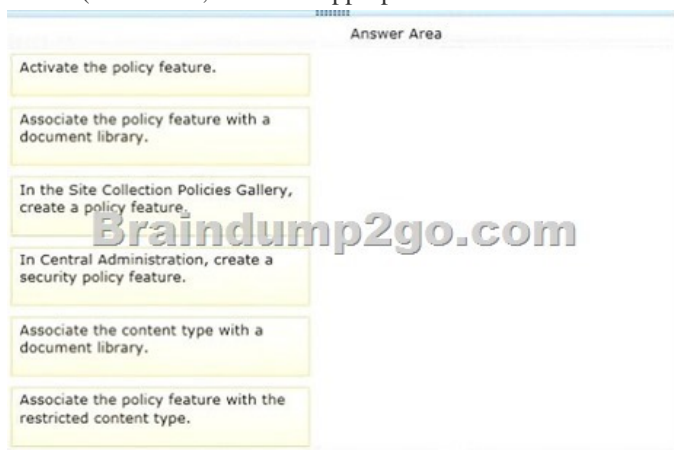 Answer Area
Activate the policy feature.
Associate the policy feature with a
document library.
In the Site Collection Policies Gallery,
create a policy feature.
Braindump2go.com
In Central Administration, create a
security policy feature.
Associate the content type with a
document library.
Associate the policy feature with the
restricted content type.